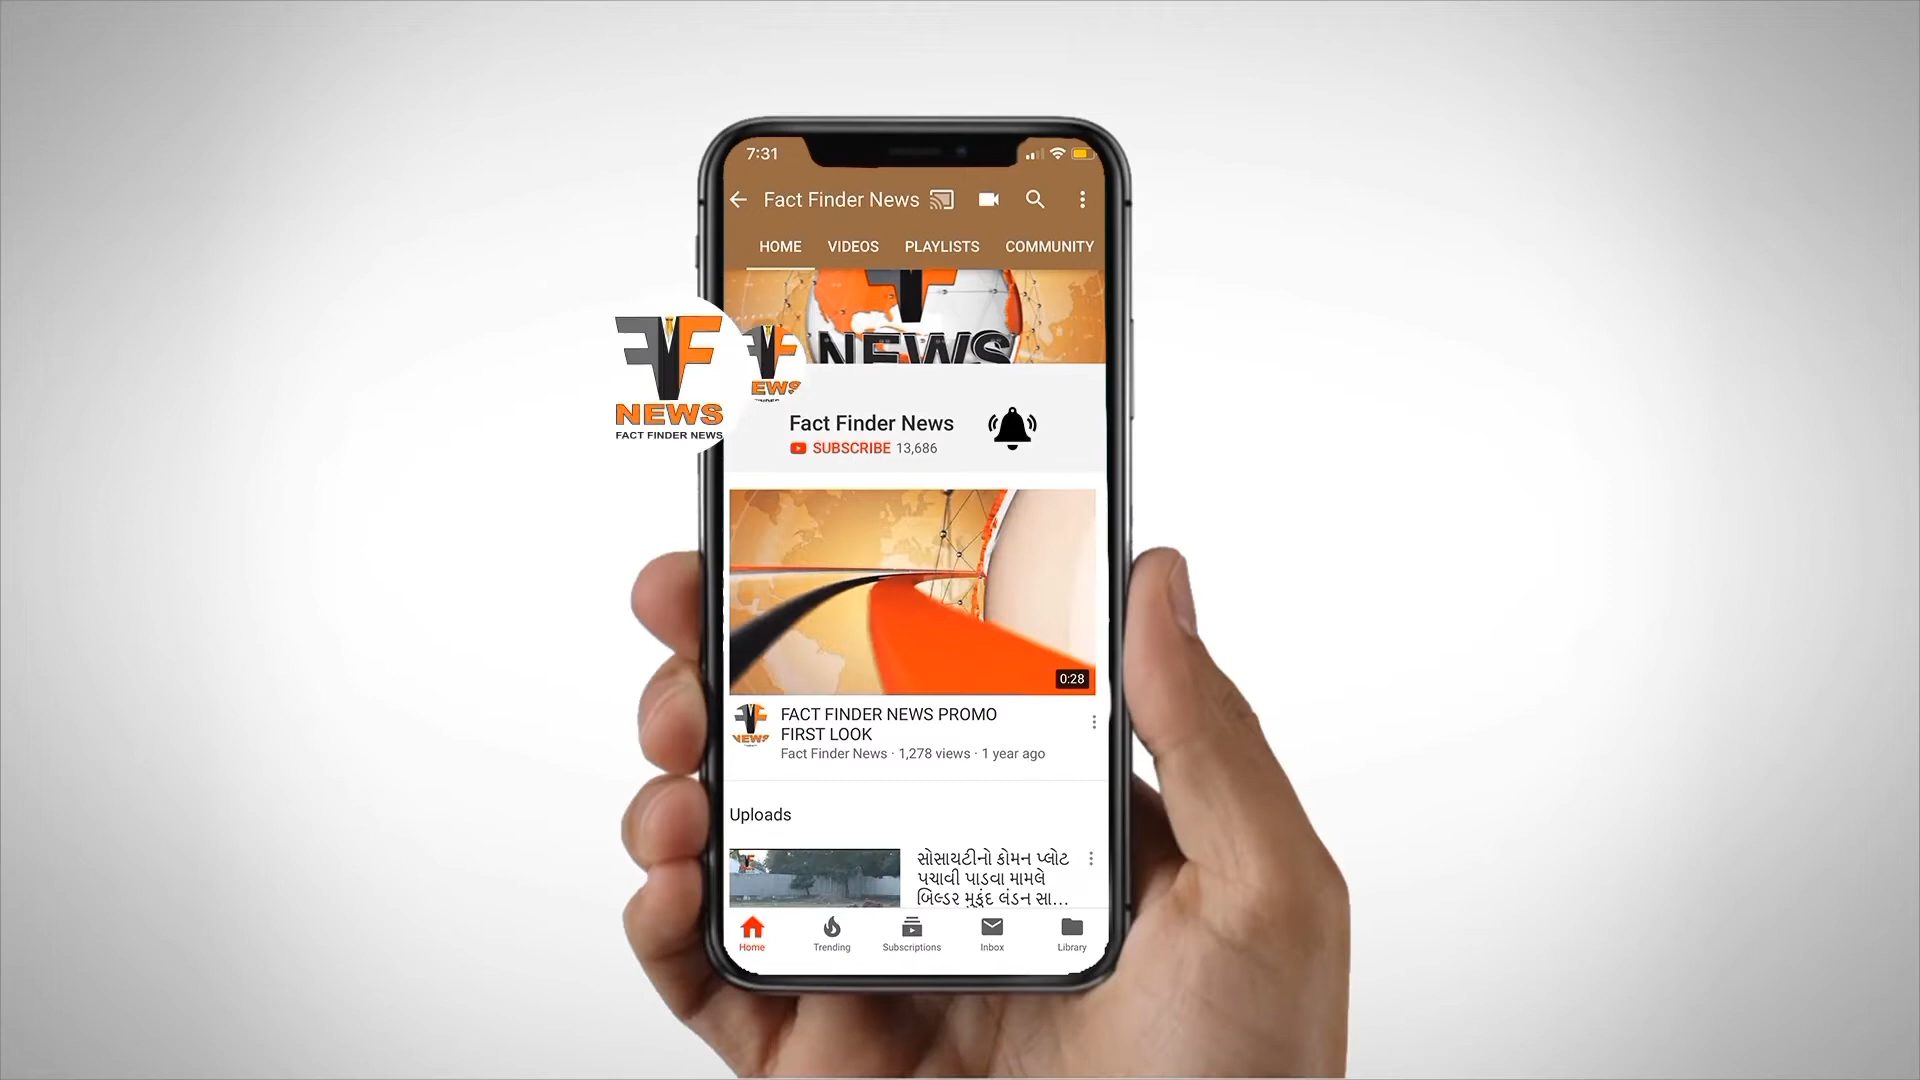 7:31
Fact Finder News
HOME VIDEOS PLAYLISTS COMMUNITY
NEWS
NEWS
FACT FINDER NEWS
EWS
Fact Finder News
SUBSCRIBE 13,686
0:28
FACT FINDER NEWS PROMO
FIRST LOOK
NEWS
Fact Finder News · 1,278 views · 1 year ago
Uploads
સોસાયટીનો કોમન પ્લોટ
પચાવી પાડવા મામલે
બિલ્ડર મુકુંદ લંડન સા...
Home Trending Subscriptions Inbox Library